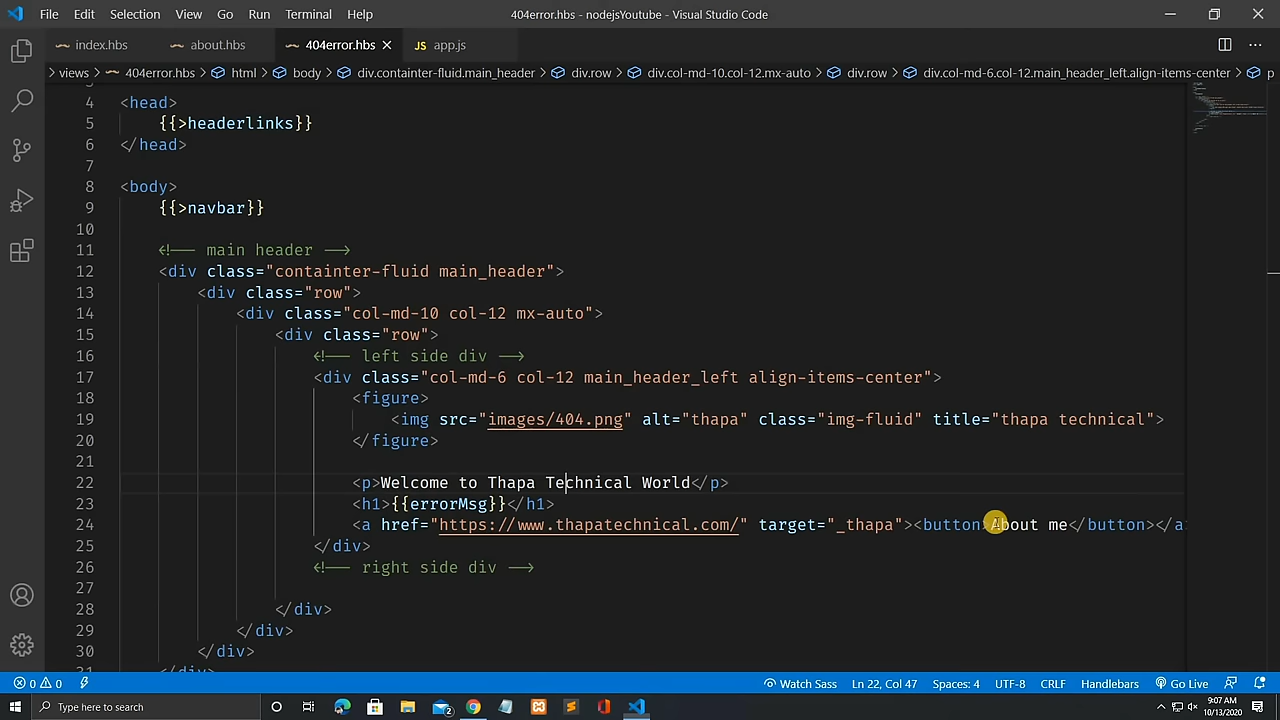 File Edit Selection View Go Run Terminal Help 404error.hbs - nodejsYoutube - Visual Studio Code
index.hbs about.hbs 404error.hbs JS app.js
views > 404error.hbs > html > body > div.containter-fluid.main_header > div.row > div.col-md-10.col-12.mx-auto > div.row > div.col-md-6.col-12.main_header_left.align-items-center > p
4 <head>
5 {{>headerlinks}}
6 </head>
7
8 <body>
9 {{>navbar}}
10
11 <!-- main header -->
12 <div class="containter-fluid main_header">
13 <div class="row">
14 <div class="col-md-10 col-12 mx-auto">
15 <div class="row">
16 <!-- left side div -->
17 <div class="col-md-6 col-12 main_header_left align-items-center">
18 <figure>
19 <img src="images/404.png" alt="thapa" class="img-fluid" title="thapa technical">
20 </figure>
21
22 <p>Welcome to Thapa Technical World</p>
23 <h1>{{errorMsg}}</h1>
24 <a href="https://www.thapatechnical.com/" target="_thapa"><button>About me</button></a
25 </div>
26 <!-- right side div -->
27
28 </div>
29 </div>
30 </div>
31 </div>
0 0 Watch Sass Ln 22, Col 47 Spaces: 4 UTF-8 CRLF Handlebars Go Live
Type here to search 2 9:07 AM
10/13/2020